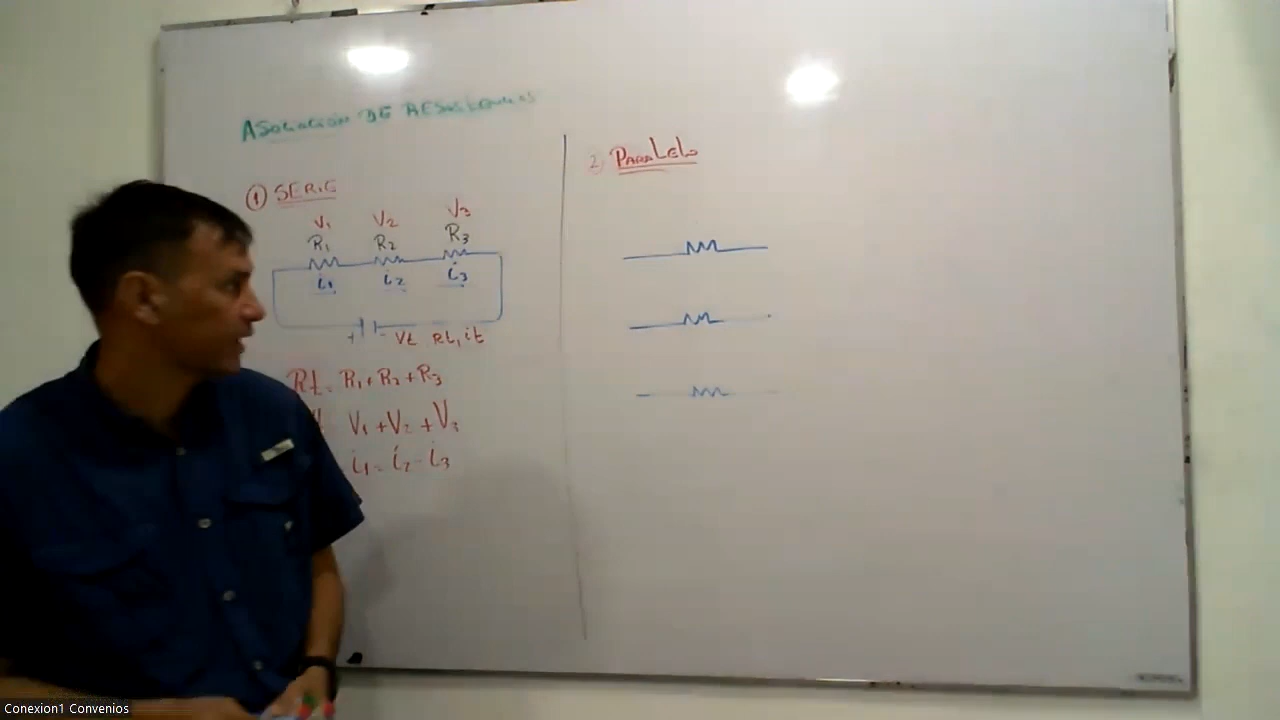 ASOCIACIÓN DE RESISTENCIAS
① SERIE
V₁ V₂ V₃
R₁ R₂ R₃
i₁ i₂ i₃
+ - Vt Rt, it
Rt = R₁ + R₂ + R₃
V₁ + V₂ + V₃
i₁ = i₂ - i₃
2) PARALELO
Conexion1 Convenios